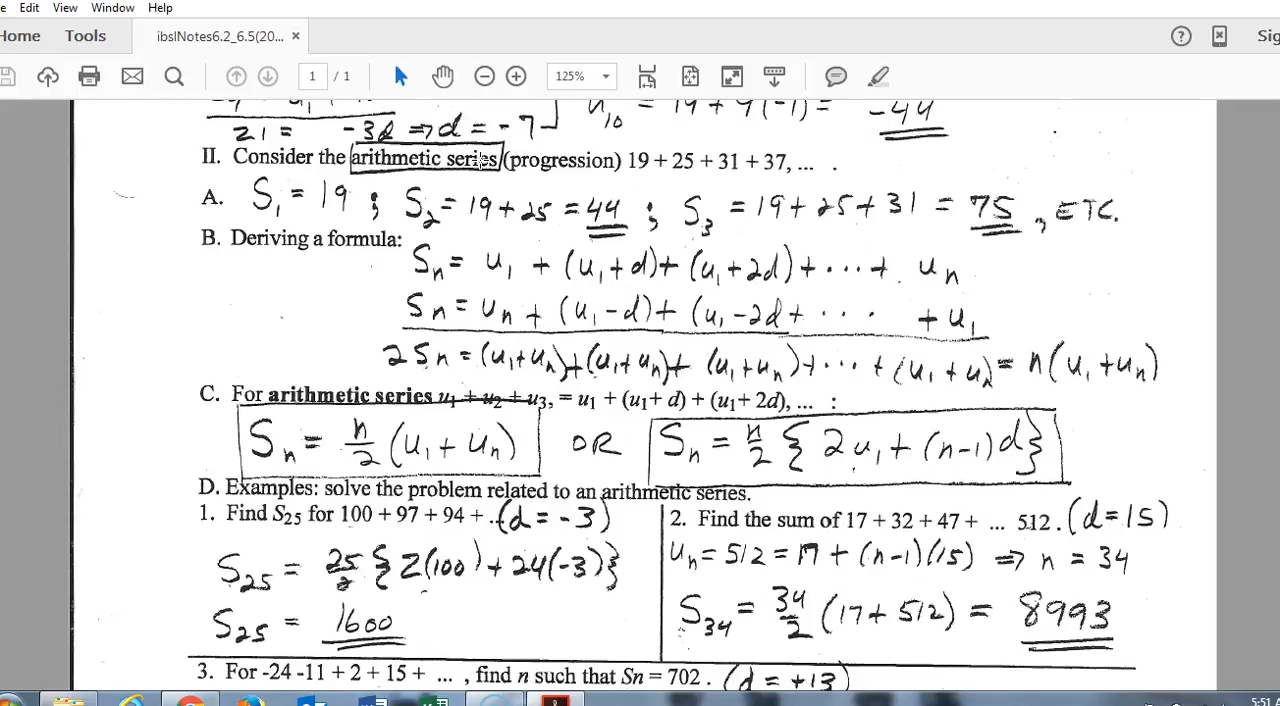 Edit View Window Help
Home Tools ibslNotes6.2_6.5(20... × Sig
1 / 1 125%
u₁₀ = 19 + 9(-7) = -44
21 = -3d ⇒ d = -7
II. Consider the arithmetic series (progression) 19 + 25 + 31 + 37, ... .
A. S₁ = 19 ; S₂ = 19 + 25 = 44 ; S₃ = 19 + 25 + 31 = 75 , ETC.
B. Deriving a formula:
Sn = u₁ + (u₁ + d) + (u₁ + 2d) + ... + un
Sn = un + (u₁ - d) + (u₁ - 2d + ... + u₁
2Sn = (u₁ + un) + (u₁ + un) + (u₁ + un) + ... + (u₁ + un) = n(u₁ + un)
C. For arithmetic series u₁ + u₂ + u₃, = u₁ + (u₁+ d) + (u₁+ 2d), ... :
Sn = n/2 (u₁ + un) OR Sn = n/2 { 2u₁ + (n-1)d }
D. Examples: solve the problem related to an arithmetic series.
1. Find S₂₅ for 100 + 97 + 94 + ... (d = -3)
S₂₅ = 25/2 { 2(100) + 24(-3) }
S₂₅ = 1600
2. Find the sum of 17 + 32 + 47 + ... 512 . (d = 15)
un = 512 = 17 + (n-1)(15) ⇒ n = 34
S₃₄ = 34/2 (17 + 512) = 8993
3. For -24 -11 + 2 + 15 + ... , find n such that Sn = 702 . (d = +13)
5:51 A